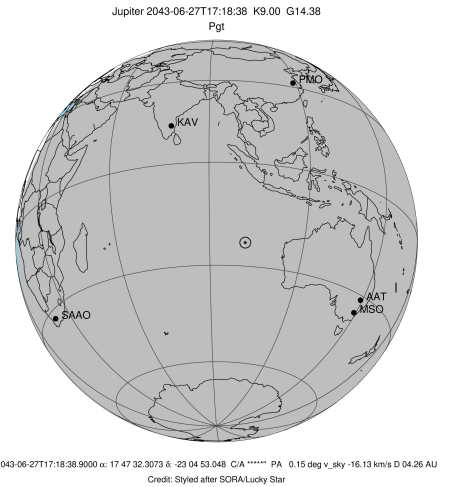 Jupiter 2043-06-27T17:18:38 K9.00 G14.38
Pgt
PMO
KAV
AAT
MSO
SAAO
043-06-27T17:18:38.9000 α: 17 47 32.3073 δ: -23 04 53.048 C/A *****" PA 0.15 deg v_sky -16.13 km/s D 04.26 AU
Credit: Styled after SORA/Lucky Star